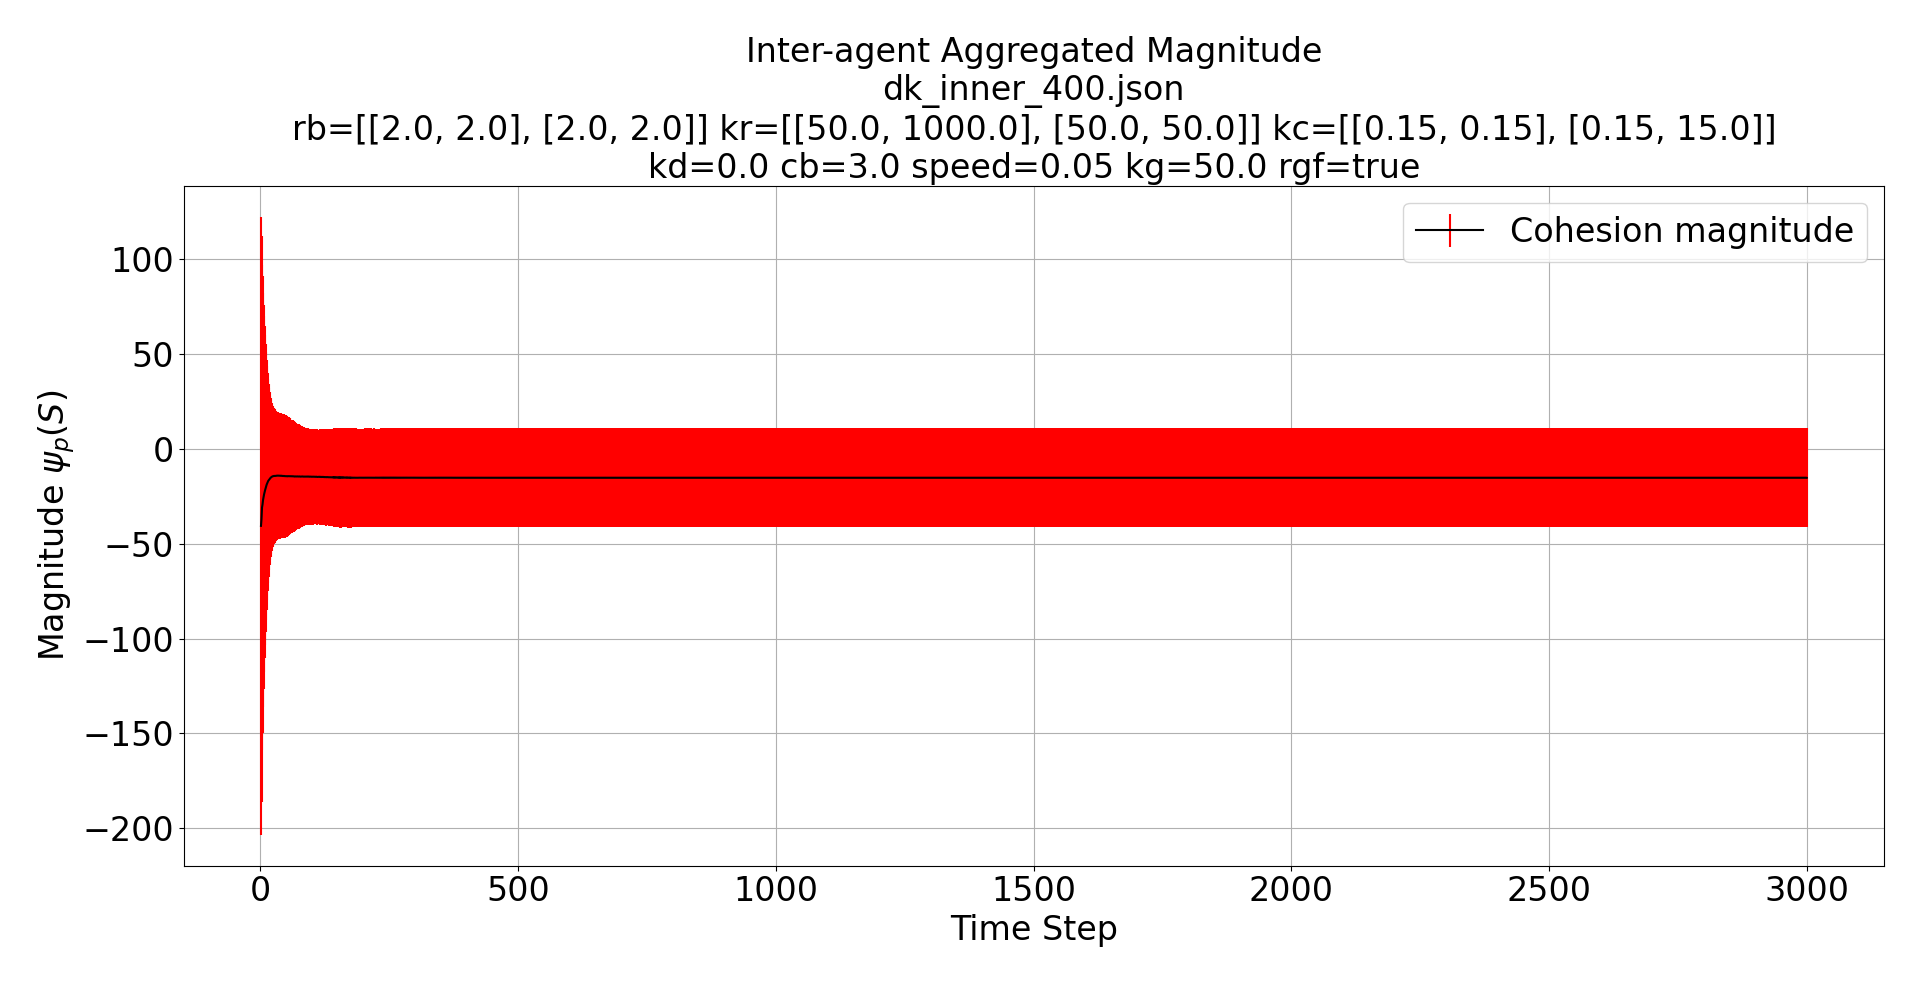 Inter-agent Aggregated Magnitude
dk_inner_400.json
rb=[[2.0, 2.0], [2.0, 2.0]] kr=[[50.0, 1000.0], [50.0, 50.0]] kc=[[0.15, 0.15], [0.15, 15.0]]
kd=0.0 cb=3.0 speed=0.05 kg=50.0 rgf=true
Cohesion magnitude
Magnitude ψ_p(S)
100
50
0
−50
−100
−150
−200
0 500 1000 1500 2000 2500 3000
Time Step